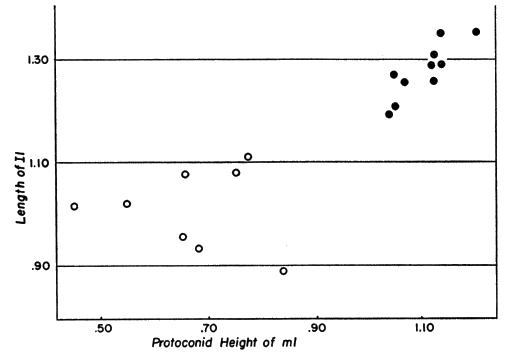 1.30
1.10
.90
Length of I1
.50 .70 .90 1.10
Protoconid Height of m1